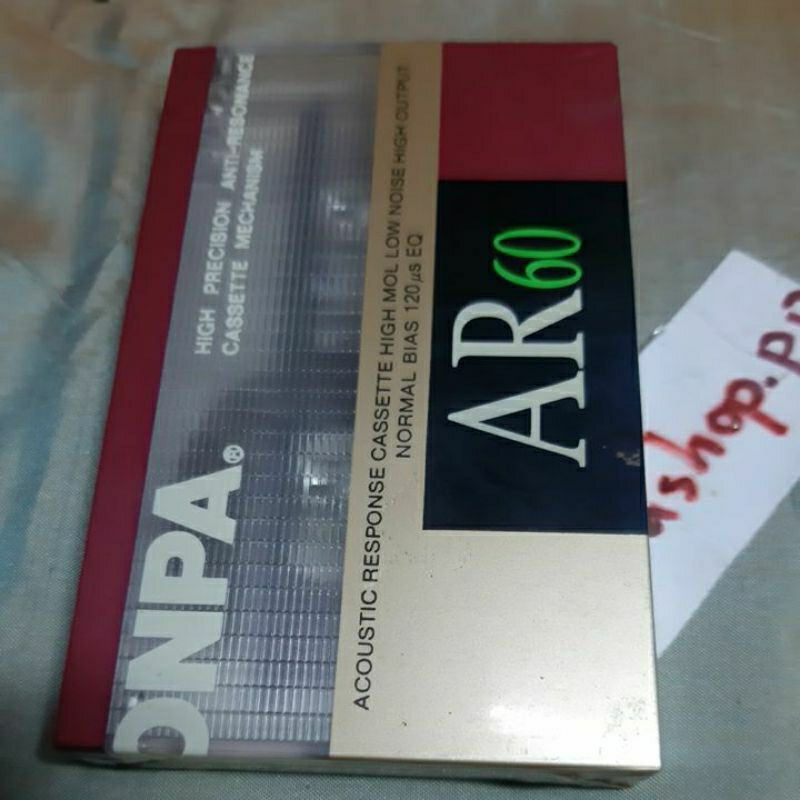 ONPA®
HIGH PRECISION ANTI-RESONANCE
CASSETTE MECHANISM
ACOUSTIC RESPONSE CASSETTE HIGH MOL LOW NOISE HIGH OUTPUT
NORMAL BIAS 120 µs EQ
AR60
ashop.p